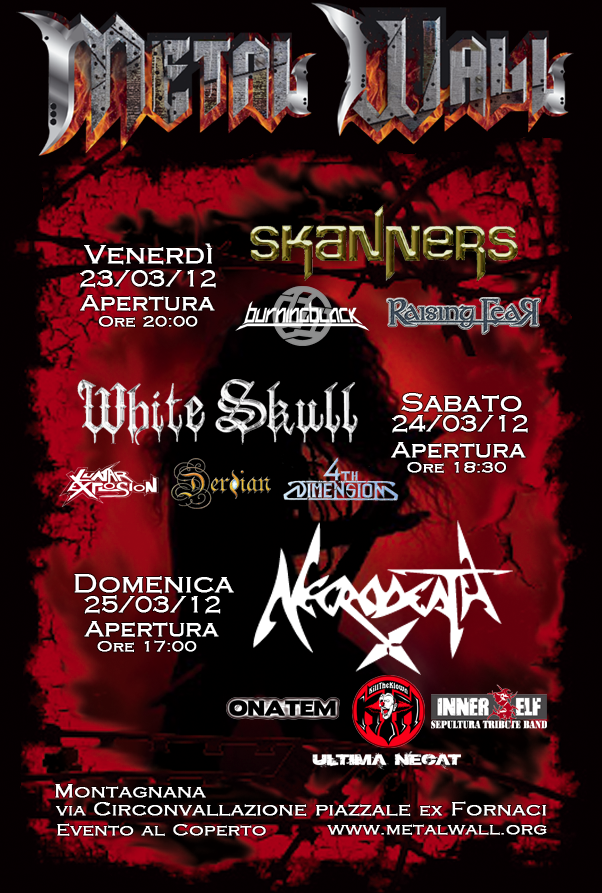 METAL WALL
SKANNERS
VENERDÌ
23/03/12
APERTURA
ORE 20:00
burningblack
RAISING FEAR
White Skull
SABATO
24/03/12
APERTURA
ORE 18:30
LUNAR EXPLOSION
Derdian
4TH DIMENSION
NECRODEATH
DOMENICA
25/03/12
APERTURA
ORE 17:00
KillTheKlown
ONATEM
INNER SELF
SEPULTURA TRIBUTE BAND
ULTIMA NECAT
MONTAGNANA
VIA CIRCONVALLAZIONE PIAZZALE EX FORNACI
EVENTO AL COPERTO
WWW.METALWALL.ORG